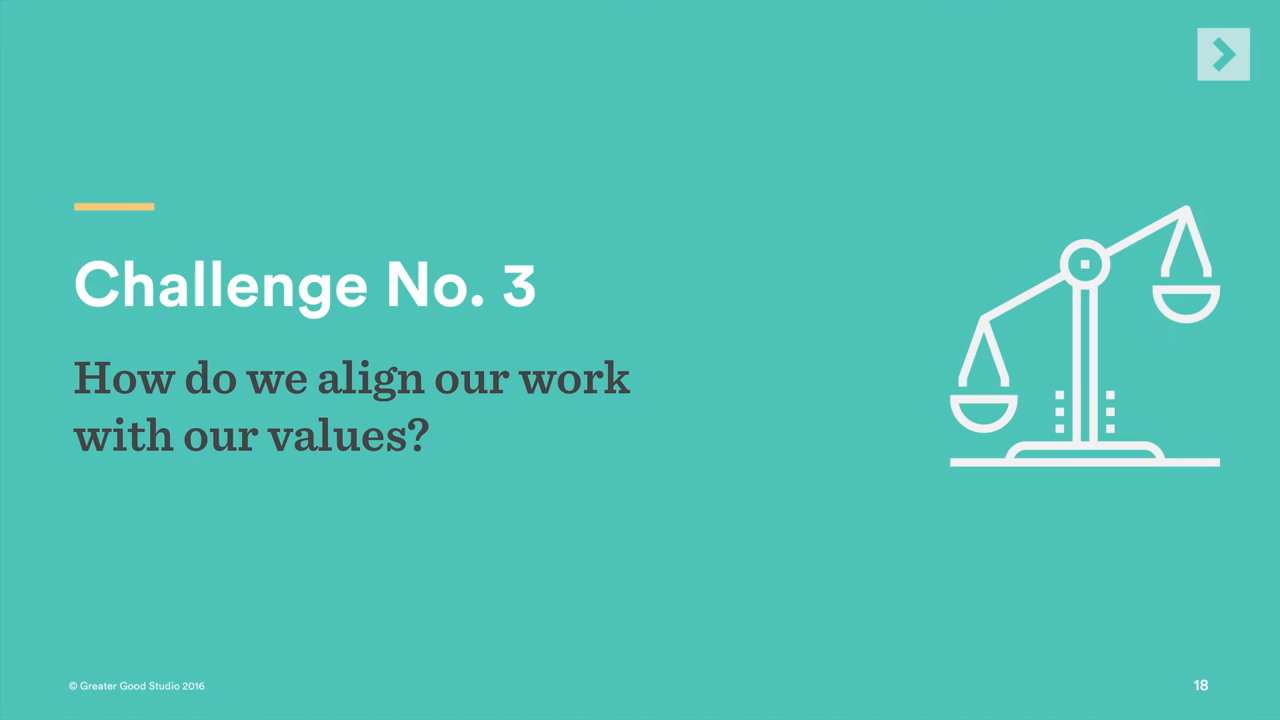 Challenge No. 3
How do we align our work
with our values?
© Greater Good Studio 2016
18